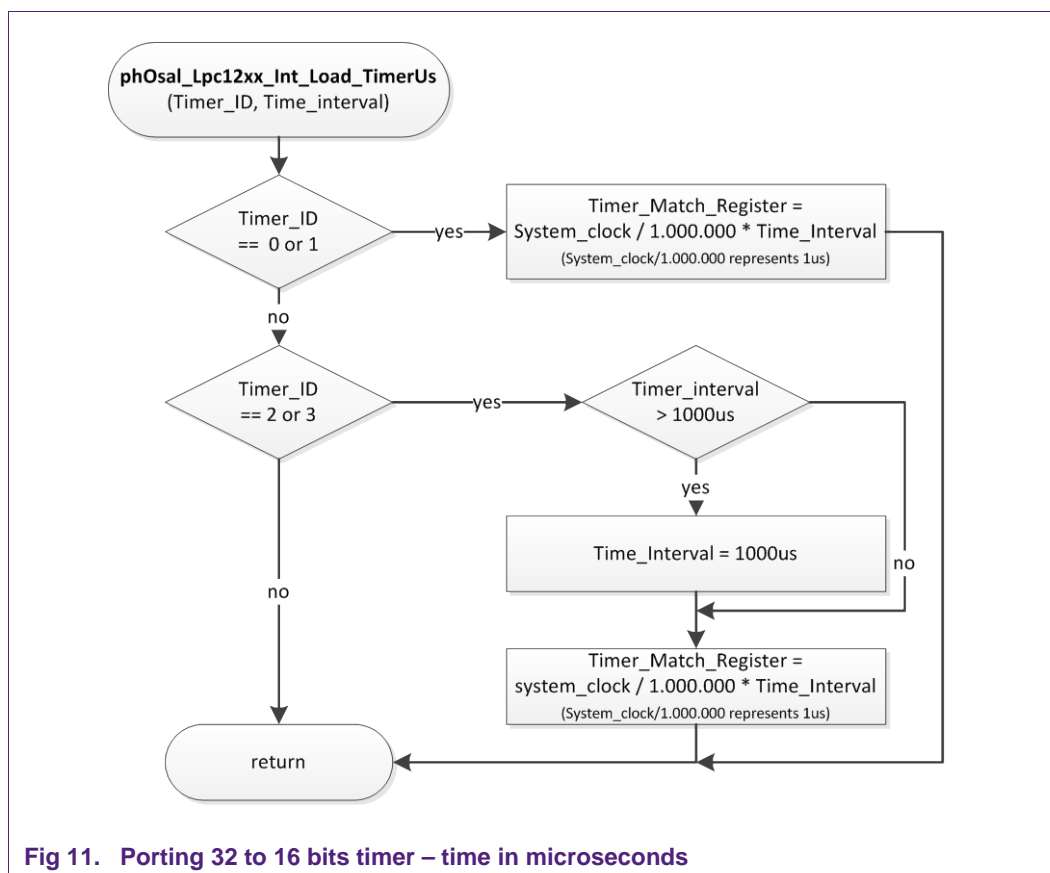 phOsal_Lpc12xx_Int_Load_TimerUs
(Timer_ID, Time_interval)
Timer_ID
== 0 or 1
yes
Timer_Match_Register =
System_clock / 1.000.000 * Time_Interval
(System_clock/1.000.000 represents 1us)
no
Timer_ID
== 2 or 3
yes
Timer_interval
> 1000us
yes
no
Time_Interval = 1000us
no
Timer_Match_Register =
system_clock / 1.000.000 * Time_Interval
(System_clock/1.000.000 represents 1us)
return
Fig 11. Porting 32 to 16 bits timer – time in microseconds